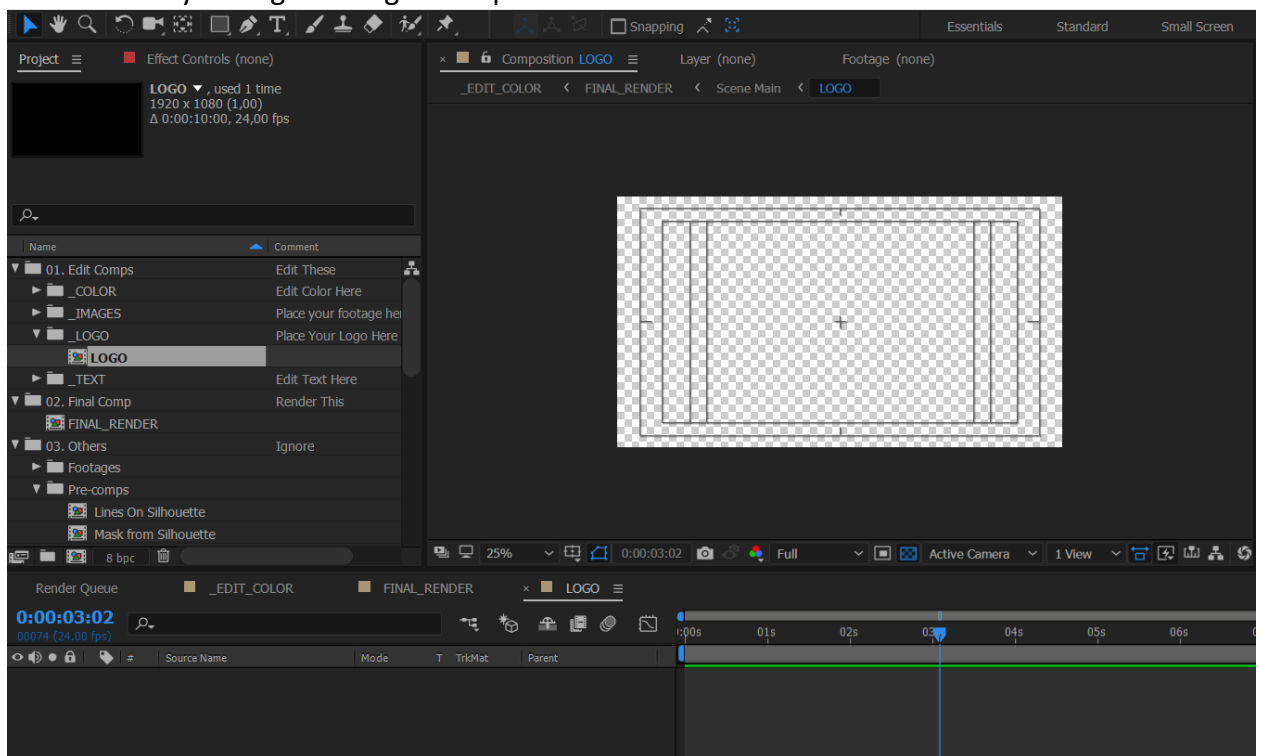 Snapping
Essentials Standard Small Screen
Project Effect Controls (none)
LOGO , used 1 time
1920 x 1080 (1,00)
Δ 0:00:10:00, 24,00 fps
× Composition LOGO Layer (none) Footage (none)
_EDIT_COLOR FINAL_RENDER Scene Main LOGO
Name Comment
01. Edit Comps Edit These
_COLOR Edit Color Here
_IMAGES Place your footage her
_LOGO Place Your Logo Here
LOGO
_TEXT Edit Text Here
02. Final Comp Render This
FINAL_RENDER
03. Others Ignore
Footages
Pre-comps
Lines On Silhouette
Mask from Silhouette
8 bpc
25% 0:00:03:02 Full Active Camera 1 View
Render Queue _EDIT_COLOR FINAL_RENDER × LOGO
0:00:03:02
00074 (24.00 fps)
):00s 01s 02s 03s 04s 05s 06s
# Source Name Mode T TrkMat Parent